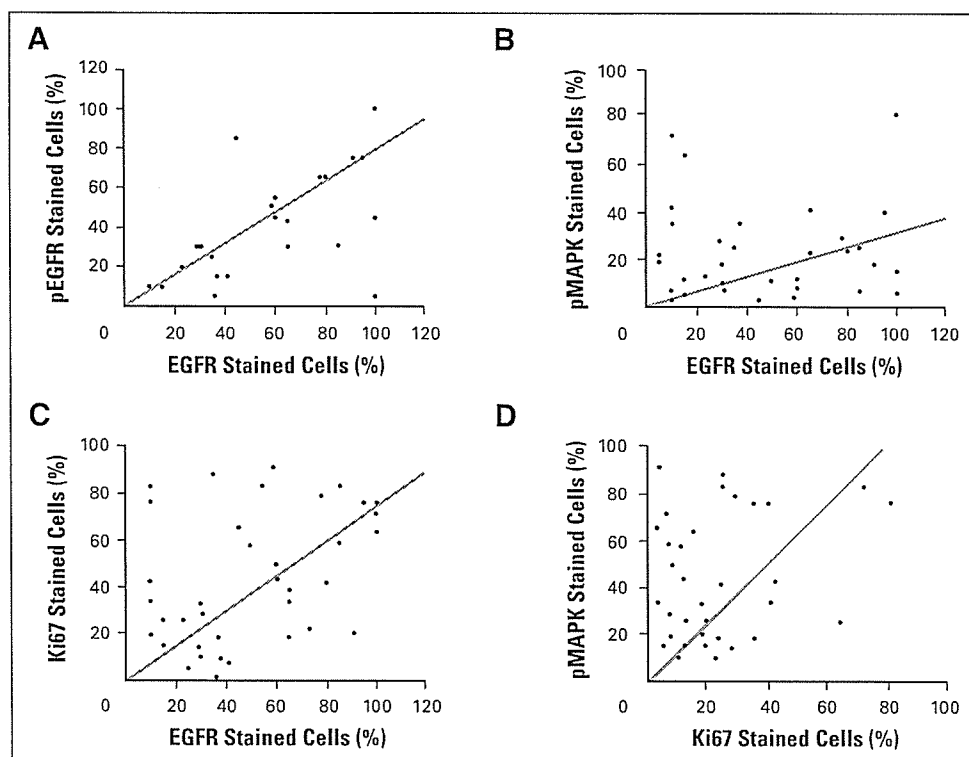 A
pEGFR Stained Cells (%)
120
100
80
60
40
20
0
20 40 60 80 100 120
EGFR Stained Cells (%)
B
pMAPK Stained Cells (%)
100
80
60
40
20
0
20 40 60 80 100 120
EGFR Stained Cells (%)
C
Ki67 Stained Cells (%)
100
80
60
40
20
0
20 40 60 80 100 120
EGFR Stained Cells (%)
D
pMAPK Stained Cells (%)
100
80
60
40
20
0
20 40 60 80 100
Ki67 Stained Cells (%)